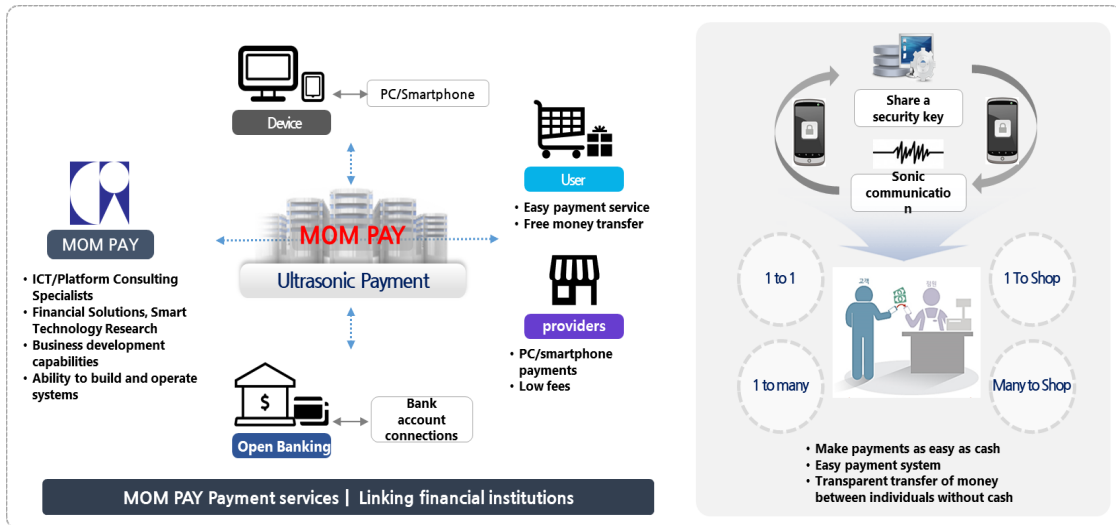 PC/Smartphone
Device
MOM PAY
• ICT/Platform Consulting
Specialists
• Financial Solutions, Smart
Technology Research
• Business development
capabilities
• Ability to build and operate
systems
MOM PAY
Ultrasonic Payment
$
Open Banking
Bank
account
connections
User
• Easy payment service
• Free money transfer
providers
• PC/smartphone
payments
• Low fees
MOM PAY Payment services | Linking financial institutions
Share a
security key
Sonic
communicatio
n
1 to 1
1 To Shop
고객
점원
1 to many
Many to Shop
• Make payments as easy as cash
• Easy payment system
• Transparent transfer of money
between individuals without cash